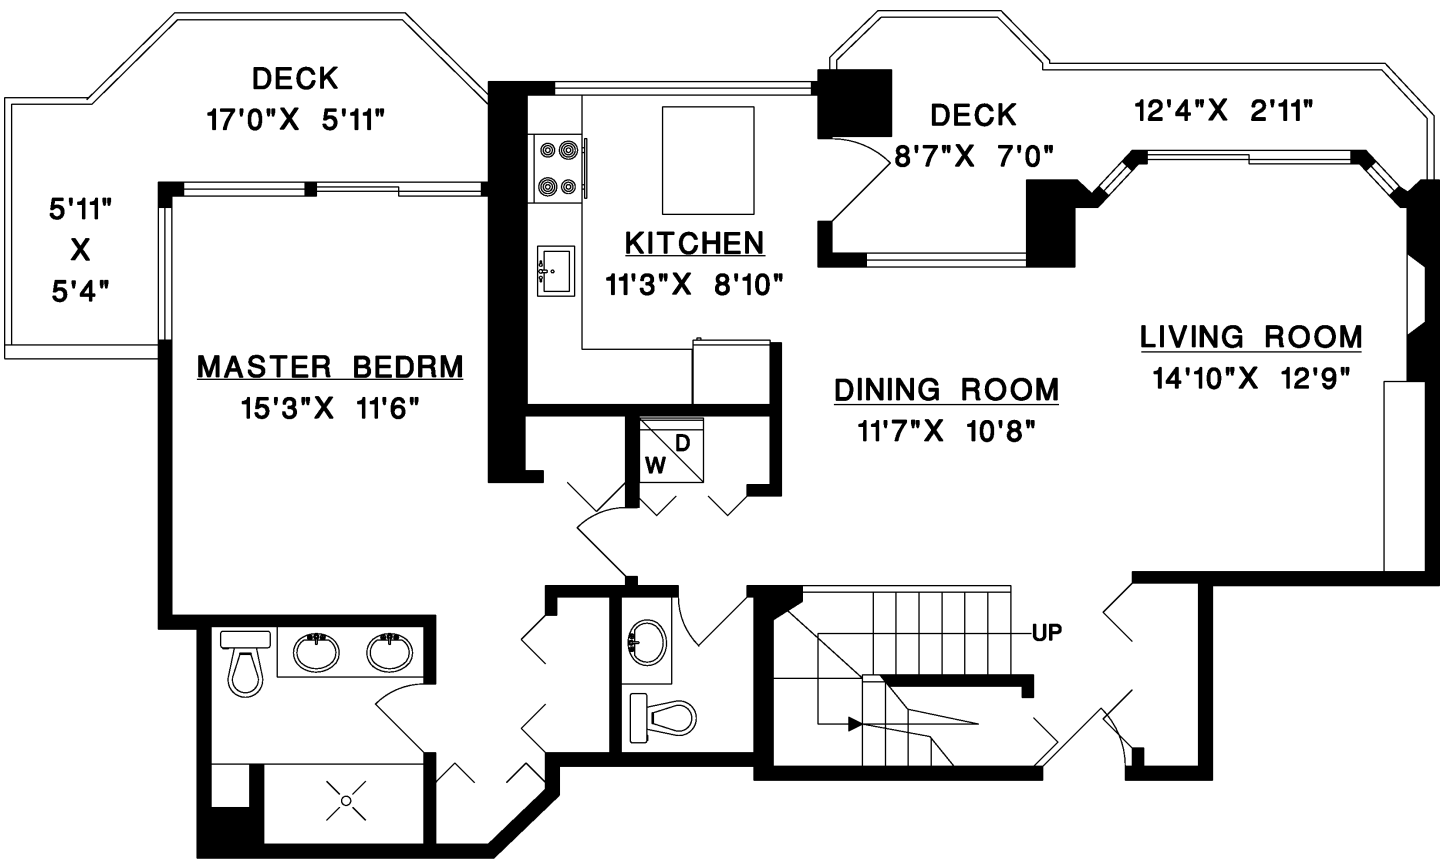 DECK
17'0"X 5'11"
5'11"
X
5'4"
MASTER BEDRM
15'3"X 11'6"
KITCHEN
11'3"X 8'10"
DECK
8'7"X 7'0"
12'4"X 2'11"
LIVING ROOM
14'10"X 12'9"
DINING ROOM
11'7"X 10'8"
D
W
UP